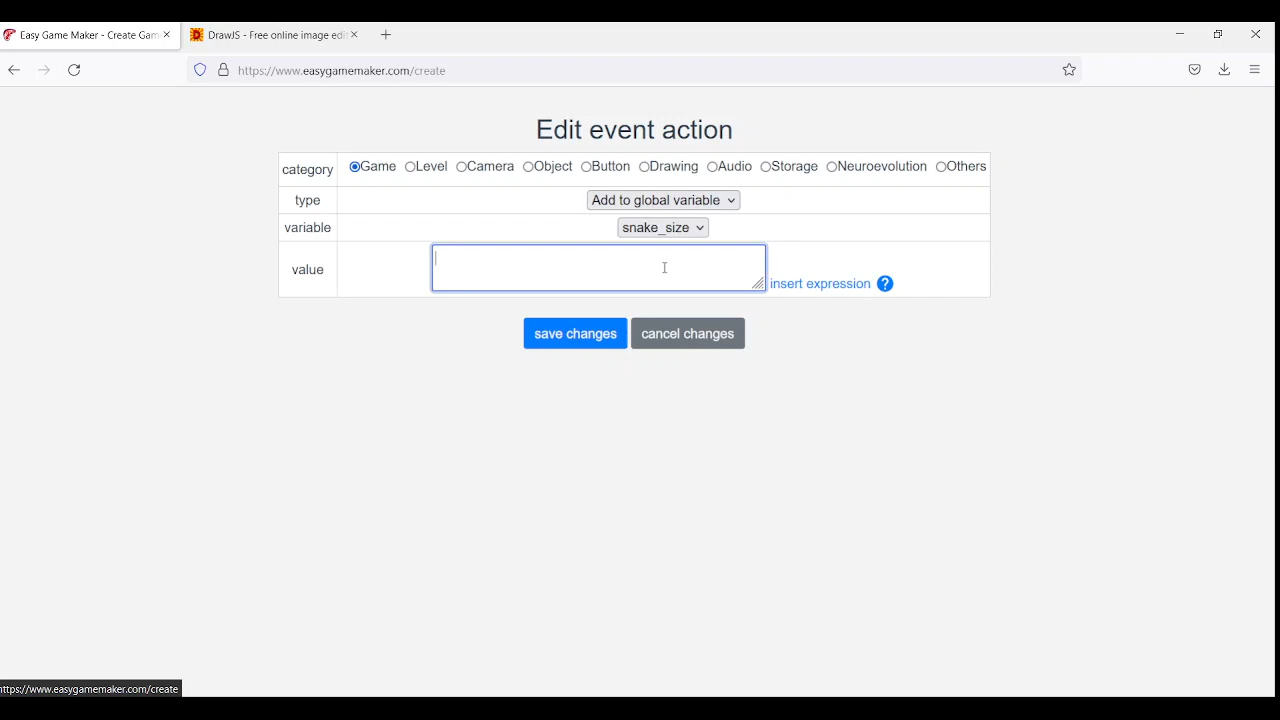 Easy Game Maker - Create Gam
DrawJS - Free online image edi
https://www.easygamemaker.com/create
Edit event action
category Game Level Camera Object Button Drawing Audio Storage Neuroevolution Others
type Add to global variable
variable snake_size
value insert expression ?
save changes cancel changes
https://www.easygamemaker.com/create